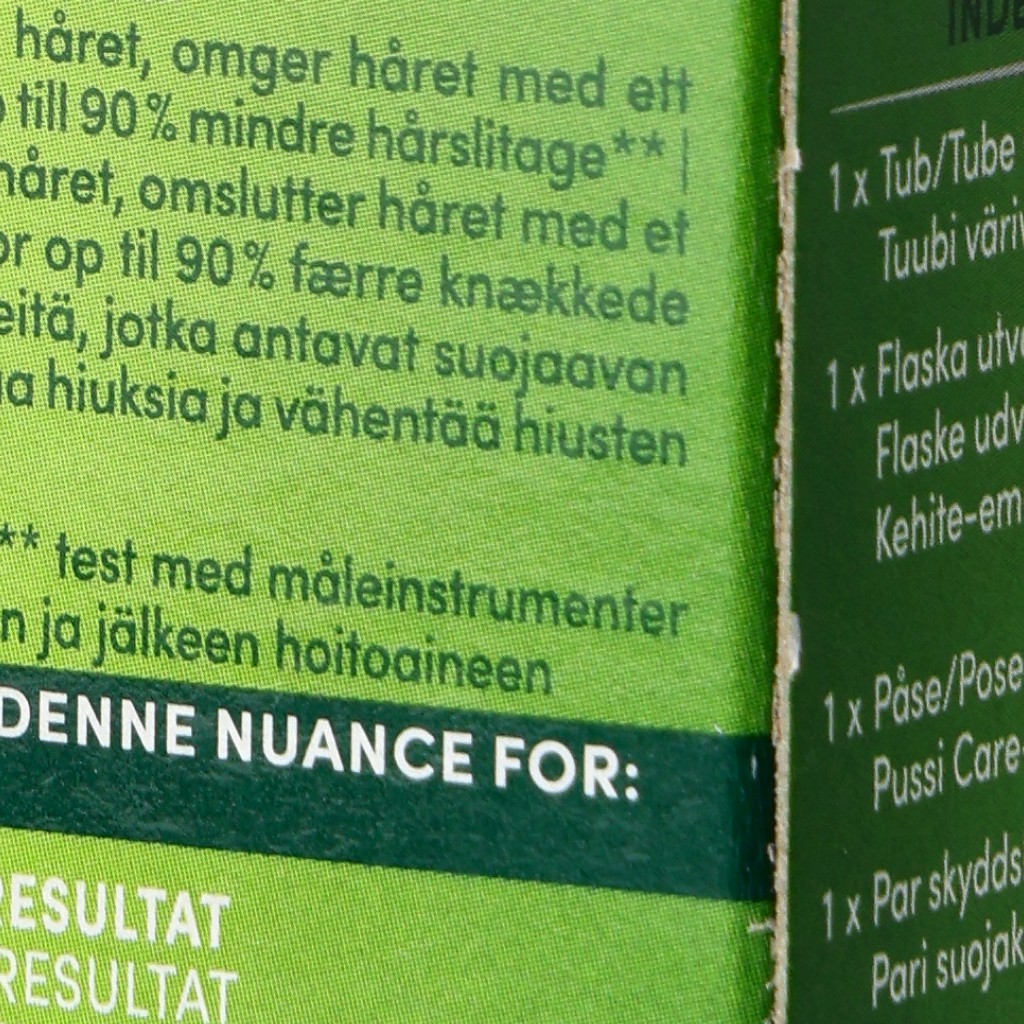 håret, omger håret med ett
till 90 % mindre hårslitage** |
håret, omslutter håret med et
or op til 90 % færre knækkede
eitä, jotka antavat suojaavan
a hiuksia ja vähentää hiusten
** test med måleinstrumenter
n ja jälkeen hoitoaineen
DENNE NUANCE FOR:
RESULTAT
RESULTAT
1 x Tub/Tube
Tuubi väriv
1 x Flaska utv
Flaske udv
Kehite-em
1 x Påse/Pose
Pussi Care
1 x Par skydds
Pari suojak